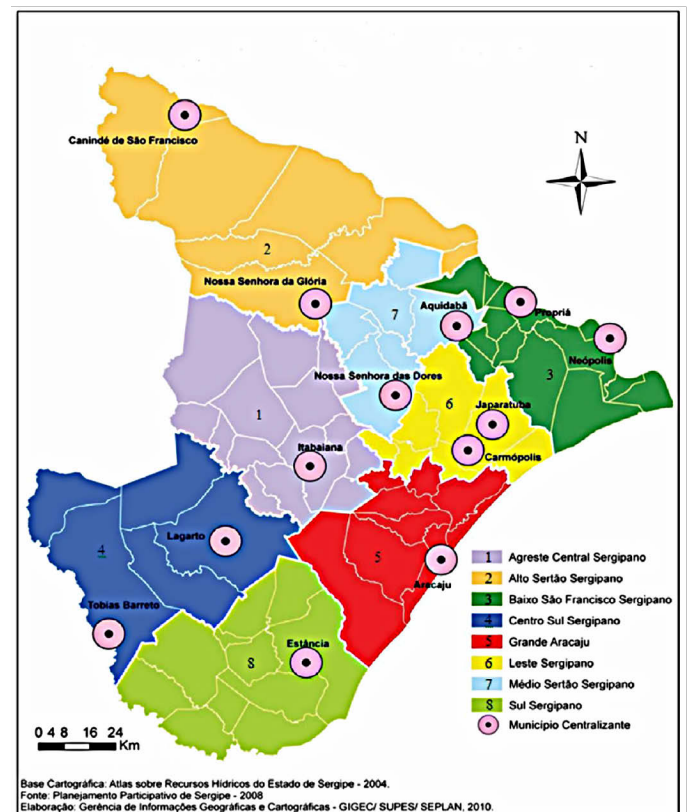 N
Canindé de São Francisco
2
Nossa Senhora da Glória
7
Aquidabã
Propriá
Neópolis
Nossa Senhora das Dores
3
6
Japaratuba
1
Itabaiana
Carmópolis
Lagarto
4
5
Aracaju
Tobias Barreto
Estância
8
1 Agreste Central Sergipano
2 Alto Sertão Sergipano
3 Baixo São Francisco Sergipano
4 Centro Sul Sergipano
5 Grande Aracaju
6 Leste Sergipano
7 Médio Sertão Sergipano
8 Sul Sergipano
Município Centralizante
0 4 8 16 24
Km
Base Cartográfica: Atlas sobre Recursos Hídricos do Estado de Sergipe - 2004.
Fonte: Planejamento Participativo de Sergipe - 2008
Elaboração: Gerência de Informações Geográficas e Cartográficas - GIGEC/ SUPES/ SEPLAN, 2010.